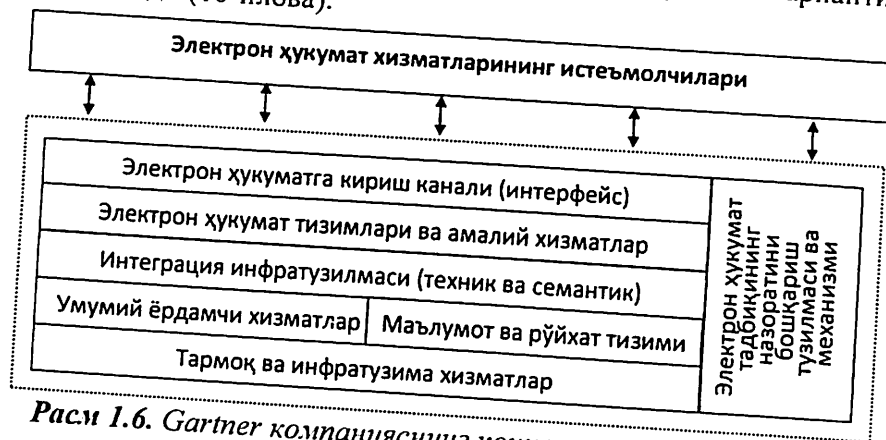 Электрон ҳукумат хизматларининг истеъмолчилари
Электрон ҳукуматга кириш канали (интерфейс)
Электрон ҳукумат тизимлари ва амалий хизматлар
Интеграция инфратузилмаси (техник ва семантик)
Умумий ёрдамчи хизматлар
Маълумот ва рўйхат тизими
Тармоқ ва инфратузима хизматлар
Электрон ҳукумат
тадбиқининг
назоратини
бошқариш
тузилмаси ва
механизми
Расм 1.6. Gartner